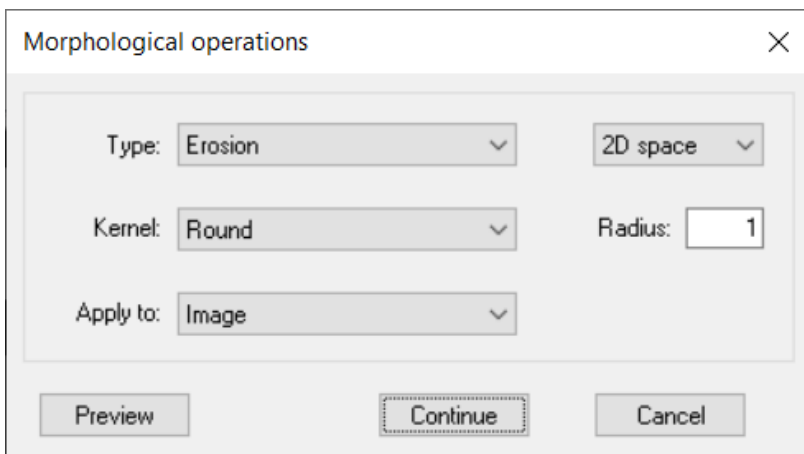 Morphological operations
Type: Erosion 2D space
Kernel: Round Radius: 1
Apply to: Image
Preview Continue Cancel